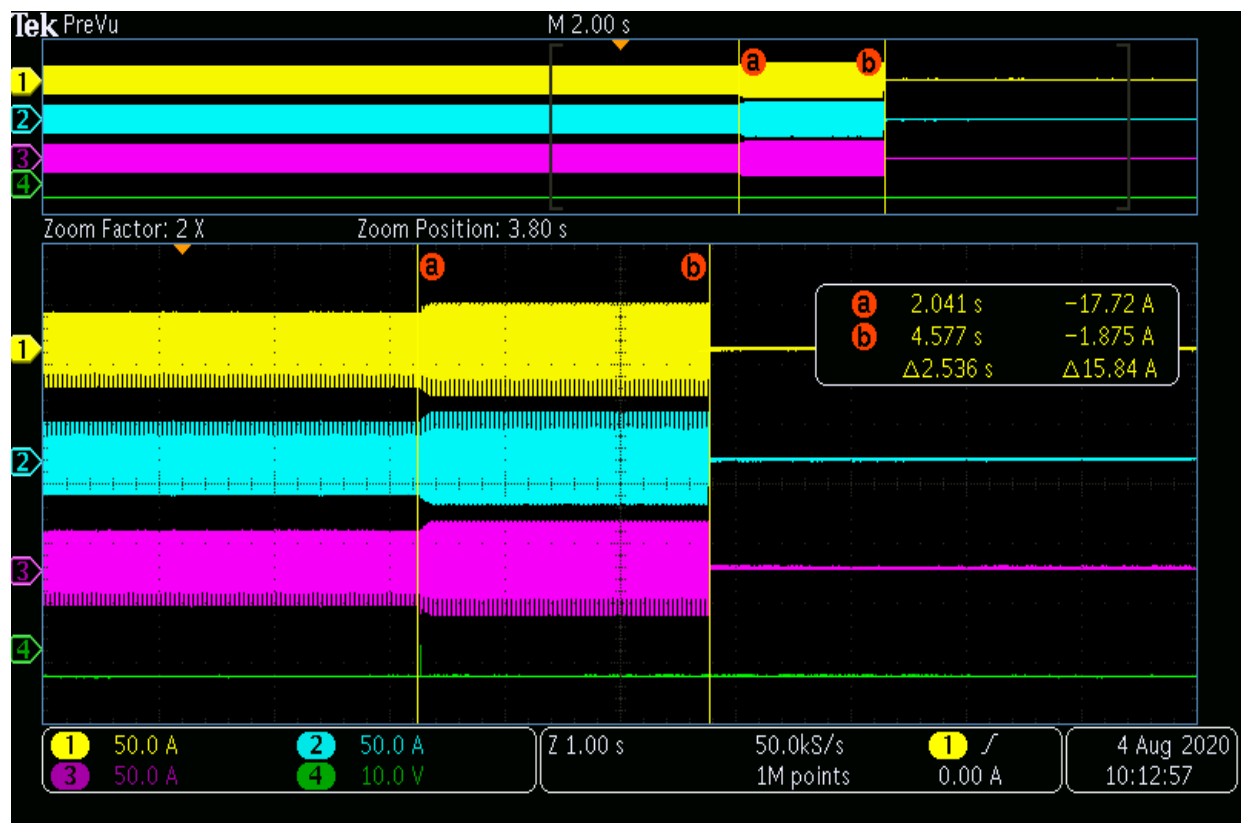 Tek PreVu M 2.00 s
a b
1
2
3
4
Zoom Factor: 2 X Zoom Position: 3.80 s
a b
a 2.041 s −17.72 A
b 4.577 s −1.875 A
Δ2.536 s Δ15.84 A
1
2
3
4
1 50.0 A 2 50.0 A Z 1.00 s 50.0kS/s 1 4 Aug 2020
3 50.0 A 4 10.0 V 1M points 0.00 A 10:12:57